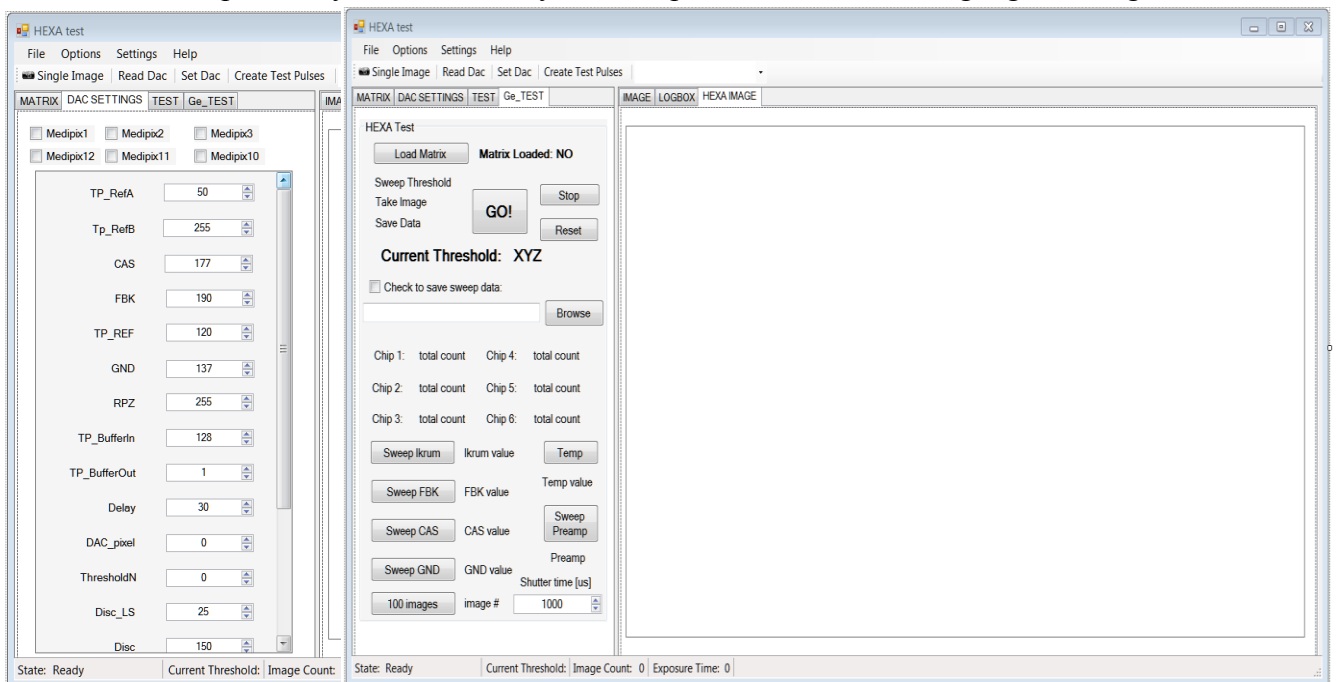 HEXA test
File Options Settings Help
Single Image Read Dac Set Dac Create Test Pulses
MATRIX DAC SETTINGS TEST Ge_TEST
Medipix1 Medipix2 Medipix3
Medipix12 Medipix11 Medipix10
TP_RefA 50
Tp_RefB 255
CAS 177
FBK 190
TP_REF 120
GND 137
RPZ 255
TP_BufferIn 128
TP_BufferOut 1
Delay 30
DAC_pixel 0
ThresholdN 0
Disc_LS 25
Disc 150
State: Ready Current Threshold: Image Count:
HEXA test
File Options Settings Help
Single Image Read Dac Set Dac Create Test Pulses
MATRIX DAC SETTINGS TEST Ge_TEST IMAGE LOGBOX HEXA IMAGE
HEXA Test
Load Matrix Matrix Loaded: NO
Sweep Threshold
Take Image
Save Data
GO!
Stop
Reset
Current Threshold: XYZ
Check to save sweep data:
Browse
Chip 1: total count Chip 4: total count
Chip 2: total count Chip 5: total count
Chip 3: total count Chip 6: total count
Sweep Ikrum Ikrum value Temp
Temp value
Sweep FBK FBK value
Sweep CAS CAS value Sweep Preamp
Preamp
Sweep GND GND value
Shutter time [us]
100 images image # 1000
State: Ready Current Threshold: Image Count: 0 Exposure Time: 0